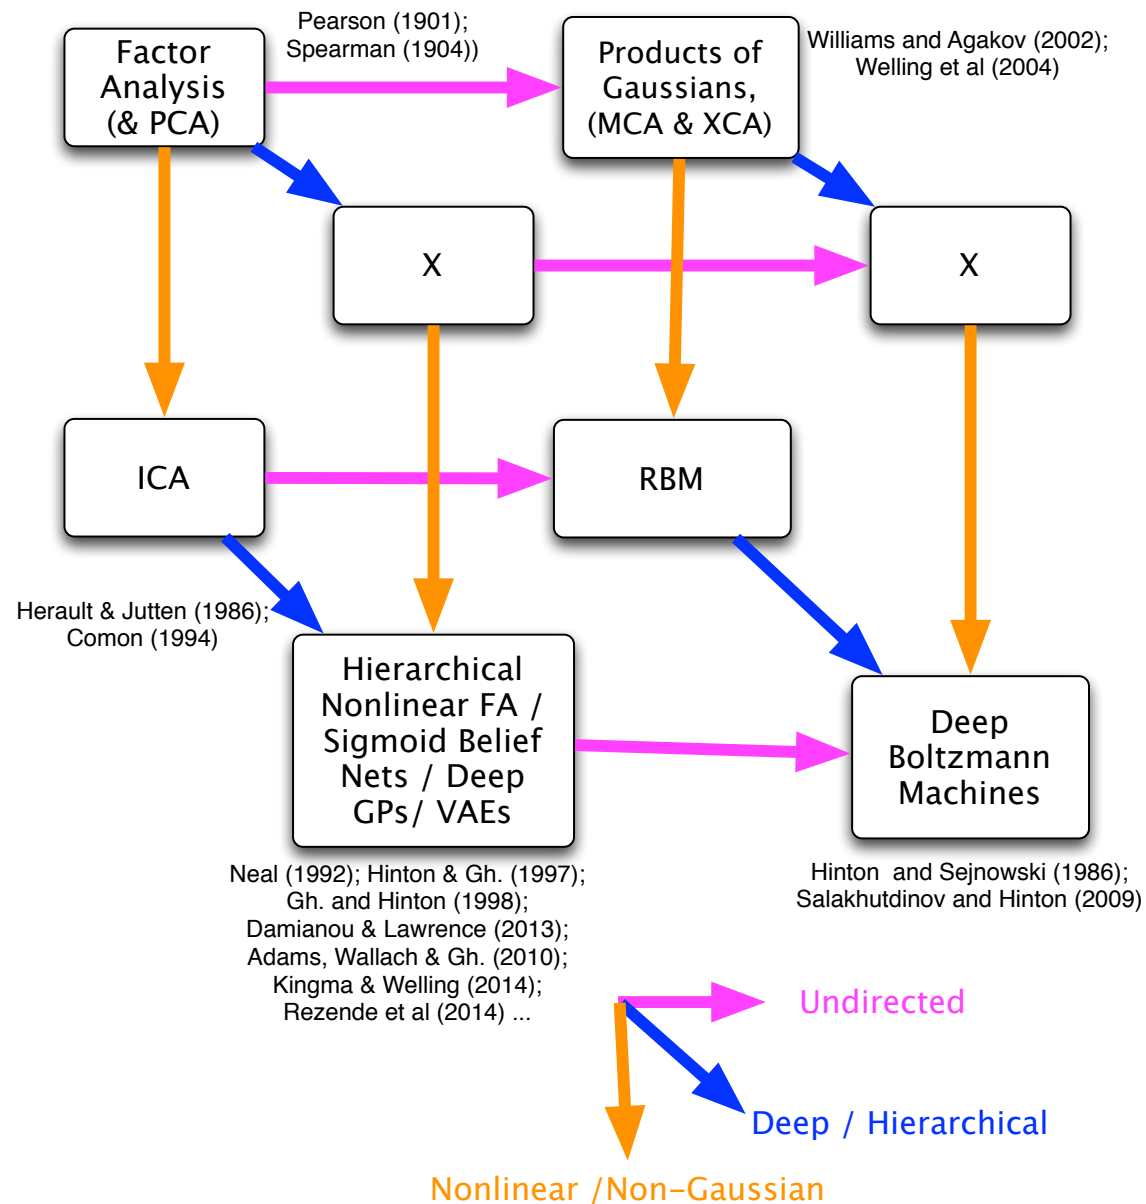 Pearson (1901);
Spearman (1904))
Factor
Analysis
(& PCA)
Products of
Gaussians,
(MCA & XCA)
Williams and Agakov (2002);
Welling et al (2004)
X
X
ICA
RBM
Herault & Jutten (1986);
Comon (1994)
Hierarchical
Nonlinear FA /
Sigmoid Belief
Nets / Deep
GPs/ VAEs
Deep
Boltzmann
Machines
Neal (1992); Hinton & Gh. (1997);
Gh. and Hinton (1998);
Damianou & Lawrence (2013);
Adams, Wallach & Gh. (2010);
Kingma & Welling (2014);
Rezende et al (2014) ...
Hinton and Sejnowski (1986);
Salakhutdinov and Hinton (2009)
Undirected
Deep / Hierarchical
Nonlinear /Non-Gaussian